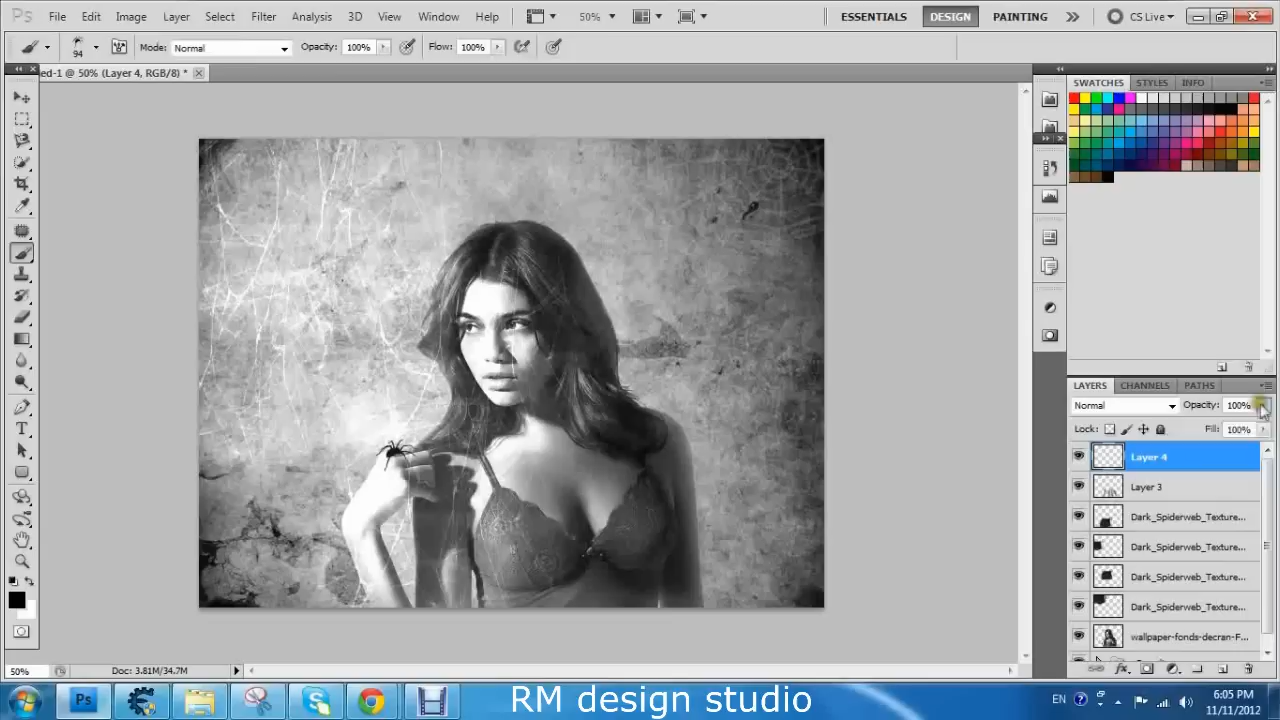 Ps File Edit Image Layer Select Filter Analysis 3D View Window Help 50% ESSENTIALS DESIGN PAINTING CS Live
94 Mode: Normal Opacity: 100% Flow: 100%
ed-1 @ 50% (Layer 4, RGB/8) *
SWATCHES STYLES INFO
LAYERS CHANNELS PATHS
Normal Opacity: 100%
Lock: Fill: 100%
Layer 4
Layer 3
Dark_Spiderweb_Texture...
Dark_Spiderweb_Texture...
Dark_Spiderweb_Texture...
Dark_Spiderweb_Texture...
wallpaper-fonds-decran-F...
50% Doc: 3.81M/34.7M
Ps RM design studio EN 6:05 PM
11/11/2012